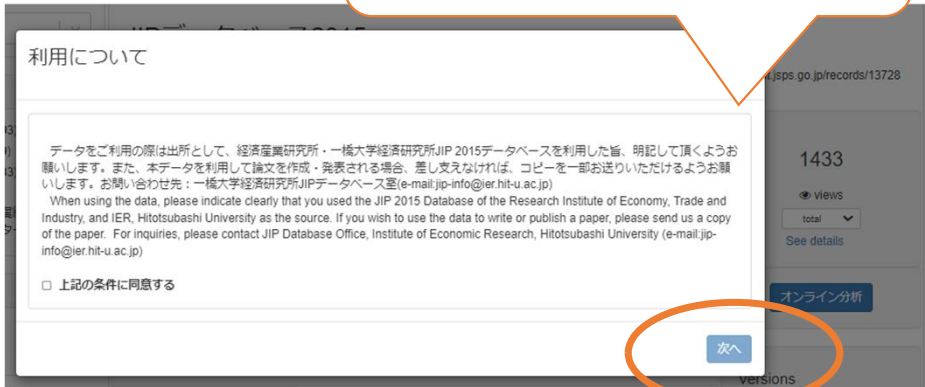 利用について
.jsps.go.jp/records/13728
データをご利用の際は出所として、経済産業研究所・一橋大学経済研究所JIP 2015データベースを利用した旨、明記して頂くようお
願いします。また、本データを利用して論文を作成・発表される場合、差し支えなければ、コピーを一部お送りいただけるようお願
いします。お問い合わせ先：一橋大学経済研究所JIPデータベース室(e-mail:jip-info@ier.hit-u.ac.jp)
When using the data, please indicate clearly that you used the JIP 2015 Database of the Research Institute of Economy, Trade and
Industry, and IER, Hitotsubashi University as the source. If you wish to use the data to write or publish a paper, please send us a copy
of the paper. For inquiries, please contact JIP Database Office, Institute of Economic Research, Hitotsubashi University (e-mail:jip-
info@ier.hit-u.ac.jp)
上記の条件に同意する
次へ
1433
views
total
See details
オンライン分析
versions